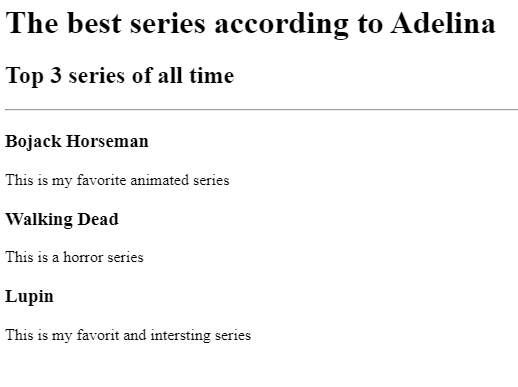 The best series according to Adelina
Top 3 series of all time
Bojack Horseman
This is my favorite animated series
Walking Dead
This is a horror series
Lupin
This is my favorit and intersting series